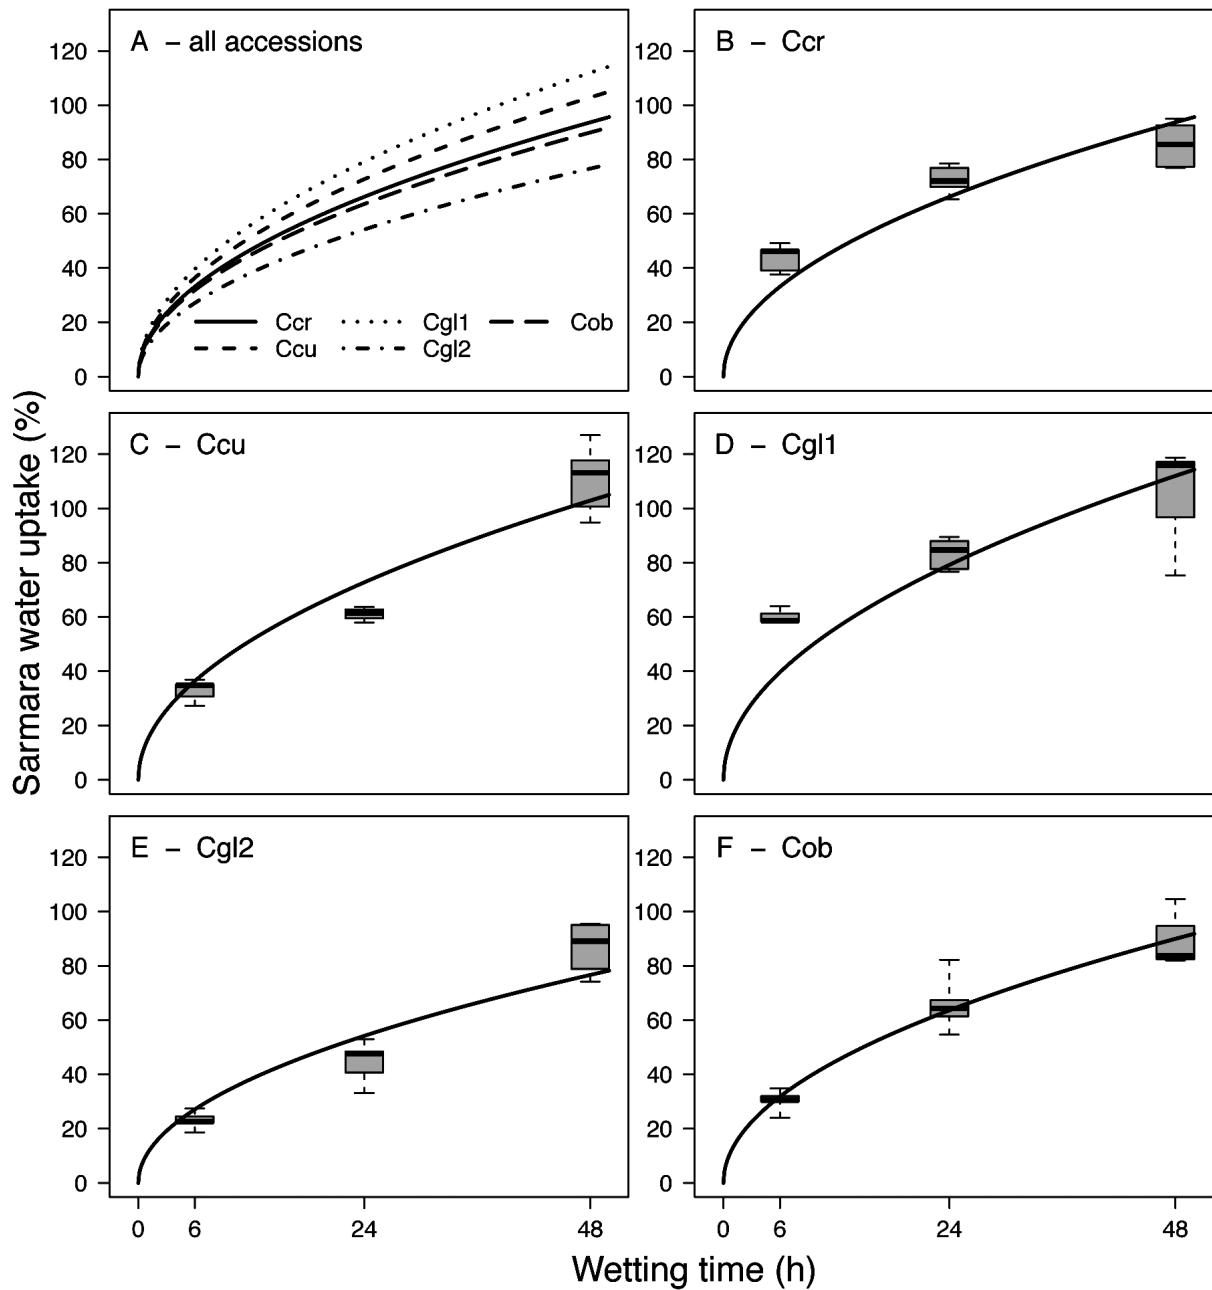 A – all accessions
120
100
80
60
40
20
0
Ccr
Cgl1
Cob
Ccu
Cgl2
B – Ccr
120
100
80
60
40
20
0
C – Ccu
120
100
80
60
40
20
0
D – Cgl1
120
100
80
60
40
20
0
E – Cgl2
120
100
80
60
40
20
0
0 6 24 48
F – Cob
120
100
80
60
40
20
0
0 6 24 48
Sarmara water uptake (%)
Wetting time (h)